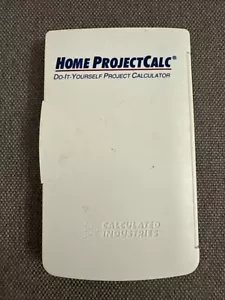 HOME PROJECTCALC®
DO-IT-YOURSELF PROJECT CALCULATOR
CALCULATED
INDUSTRIES